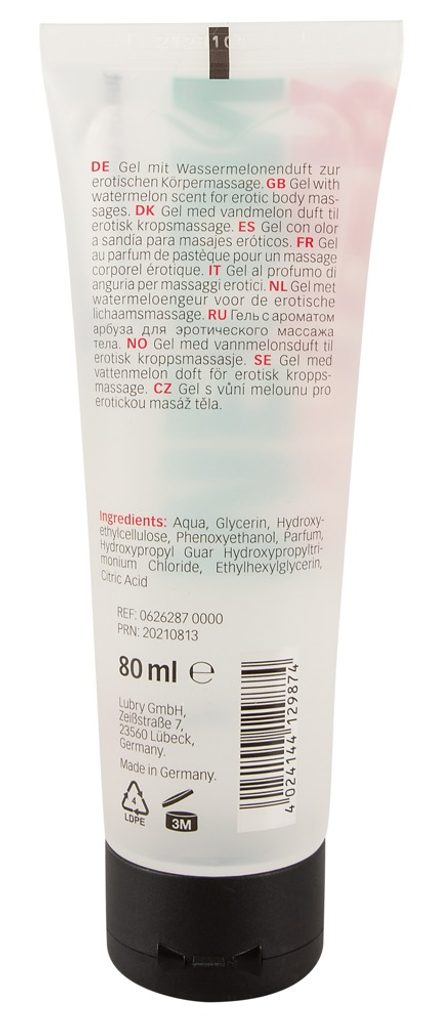 DE Gel mit Wassermelonenduft zur
erotischen Körpermassage. GB Gel with
watermelon scent for erotic body mas-
sages. DK Gel med vandmelon duft til
erotisk kropsmassage. ES Gel con olor
a sandía para masajes eróticos. FR Gel
au parfum de pastèque pour un massage
corporel érotique. IT Gel al profumo di
anguria per massaggi erotici. NL Gel met
watermeloengeur voor de erotische
lichaamsmassage. RU Гель с ароматом
арбуза для эротического массажа
тела. NO Gel med vannmelonsduft til
erotisk kroppsmassasje. SE Gel med
vattenmelon doft för erotisk kropps-
massage. CZ Gel s vůní melounu pro
erotickou masáž těla.
Ingredients: Aqua, Glycerin, Hydroxy-
ethylcellulose, Phenoxyethanol, Parfum,
Hydroxypropyl Guar Hydroxypropyltri-
monium Chloride, Ethylhexylglycerin,
Citric Acid
REF: 0626287 0000
PRN: 20210813
80 ml ℮
Lubry GmbH,
Zeißstraße 7,
23560 Lübeck,
Germany.
Made in Germany.
4
LDPE
3M
4 024144 129874